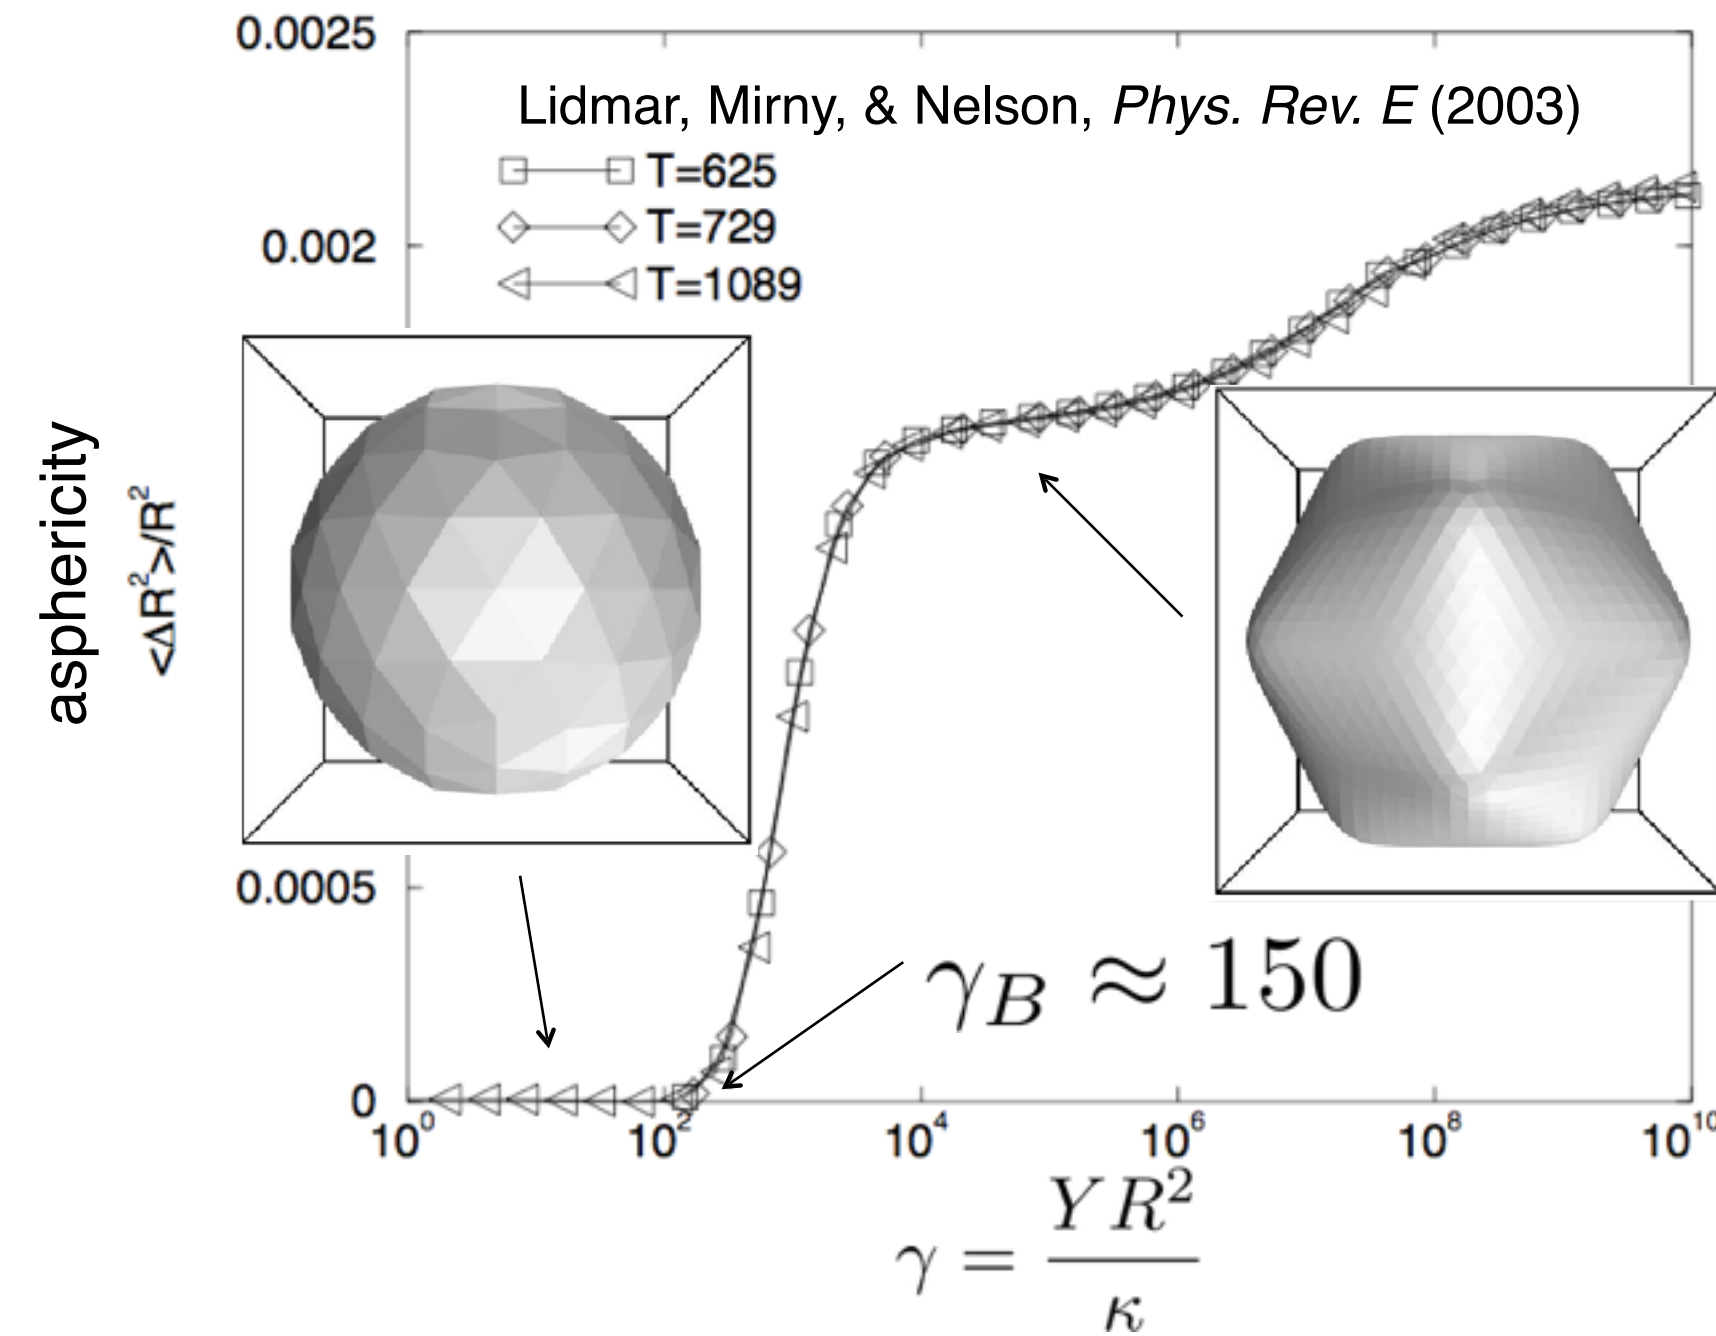 0.0025
Lidmar, Mirny, & Nelson, Phys. Rev. E (2003)
T=625
T=729
0.002
T=1089
asphericity
<ΔR²>/R²
0.0005
γ_B ≈ 150
0
10⁰ 10² 10⁴ 10⁶ 10⁸ 10¹⁰
γ = YR²/κ